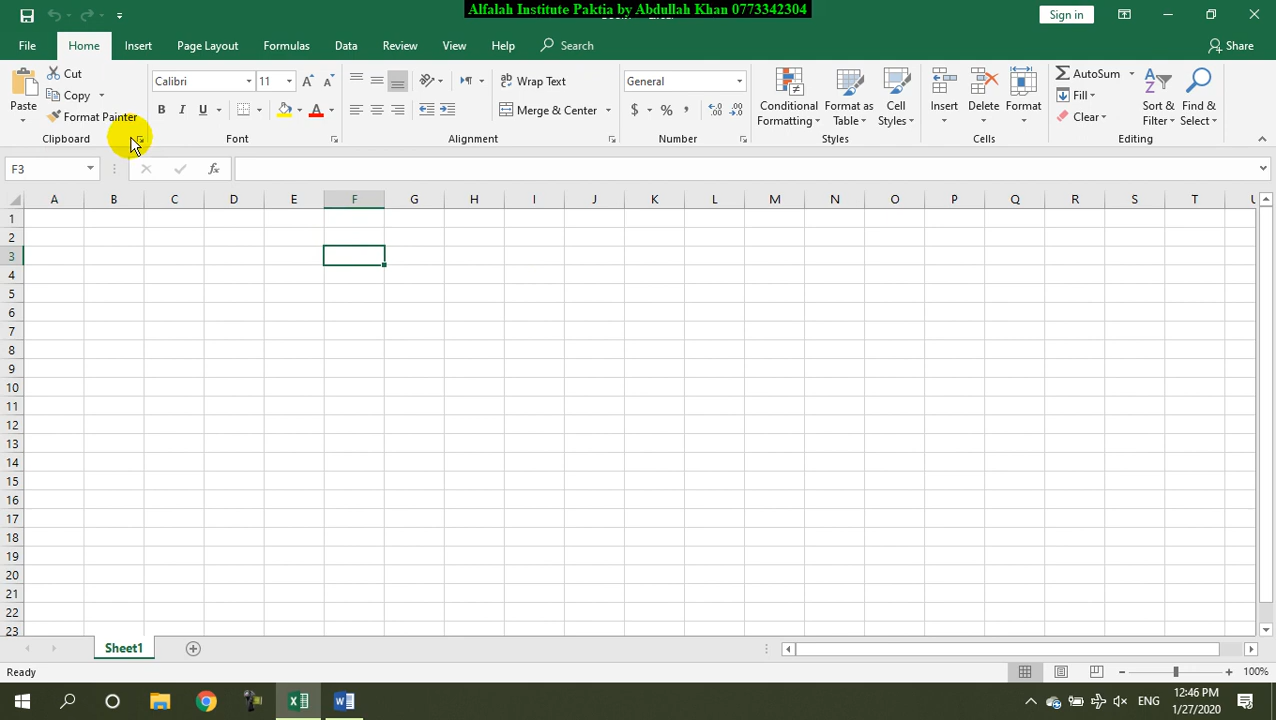 Alfalah Institute Paktia by Abdullah Khan 0773342304
Sign in
File Home Insert Page Layout Formulas Data Review View Help Search Share
Paste Cut Copy Format Painter
Clipboard
Calibri 11
B I U A
Font
Wrap Text
Merge & Center
Alignment
General
$ % ,
Number
Conditional Formatting
Format as Table
Cell Styles
Styles
Insert Delete Format
Cells
AutoSum
Fill
Clear
Sort & Filter
Find & Select
Editing
F3 fx
A B C D E F G H I J K L M N O P Q R S T U
1
2
3
4
5
6
7
8
9
10
11
12
13
14
15
16
17
18
19
20
21
22
23
Sheet1
Ready 100%
ENG 12:46 PM
1/27/2020